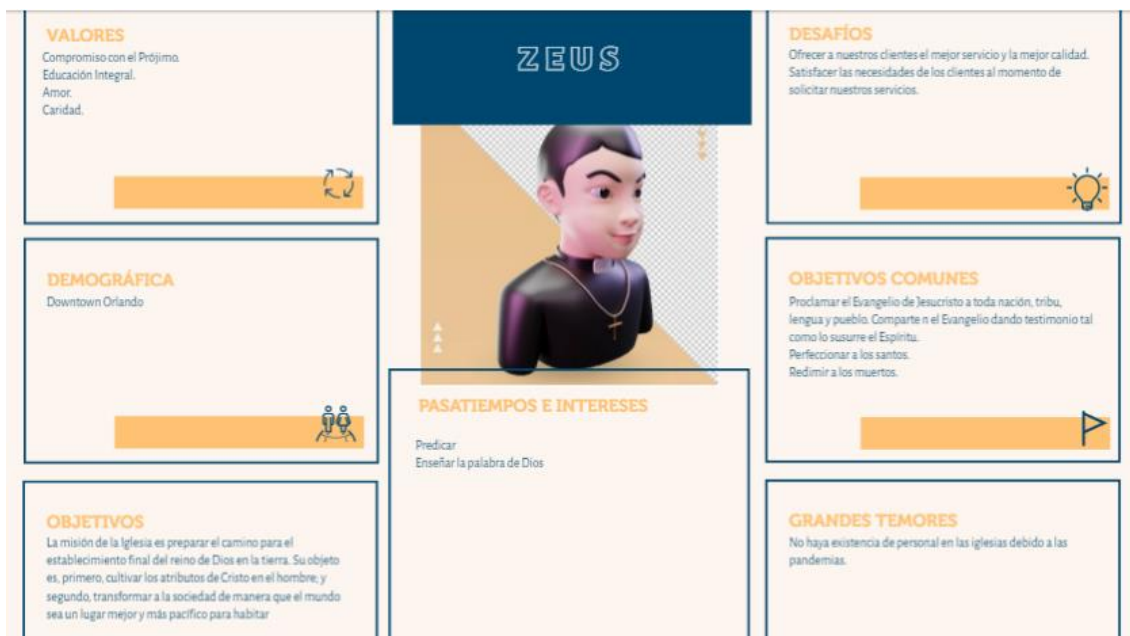 VALORES
Compromiso con el Prójimo.
Educación Integral.
Amor.
Caridad.
DEMOGRÁFICA
Downtown Orlando
OBJETIVOS
La misión de la Iglesia es preparar el camino para el
establecimiento final del reino de Dios en la tierra. Su objeto
es, primero, cultivar los atributos de Cristo en el hombre; y
segundo, transformar a la sociedad de manera que el mundo
sea un lugar mejor y más pacífico para habitar
ZEUS
PASATIEMPOS E INTERESES
Predicar
Enseñar la palabra de Dios
DESAFÍOS
Ofrecer a nuestros clientes el mejor servicio y la mejor calidad.
Satisfacer las necesidades de los clientes al momento de
solicitar nuestros servicios.
OBJETIVOS COMUNES
Proclamar el Evangelio de Jesucristo a toda nación, tribu,
lengua y pueblo. Comparte n el Evangelio dando testimonio tal
como lo susurre el Espíritu.
Perfeccionar a los santos.
Redimir a los muertos.
GRANDES TEMORES
No haya existencia de personal en las iglesias debido a las
pandemias.